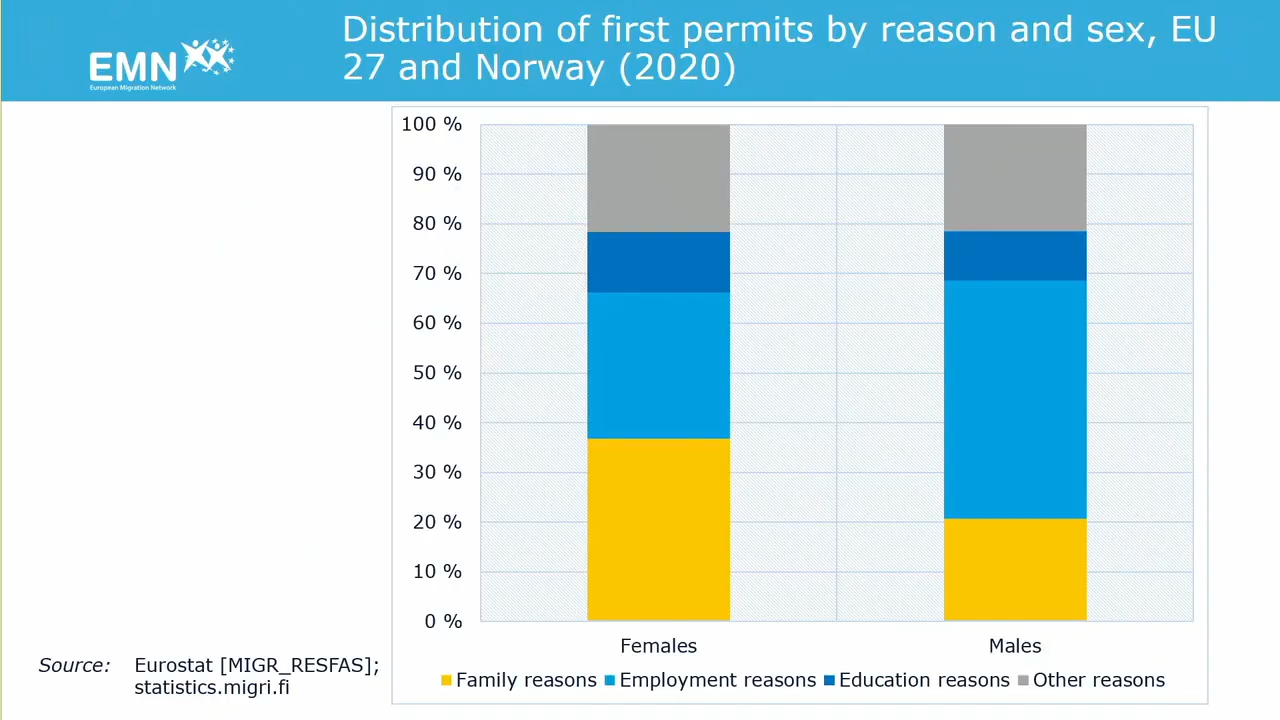 Distribution of first permits by reason and sex, EU
27 and Norway (2020)
EMN
European Migration Network
100 %
90 %
80 %
70 %
60 %
50 %
40 %
30 %
20 %
10 %
0 %
Females Males
Family reasons Employment reasons Education reasons Other reasons
Source: Eurostat [MIGR_RESFAS];
statistics.migri.fi